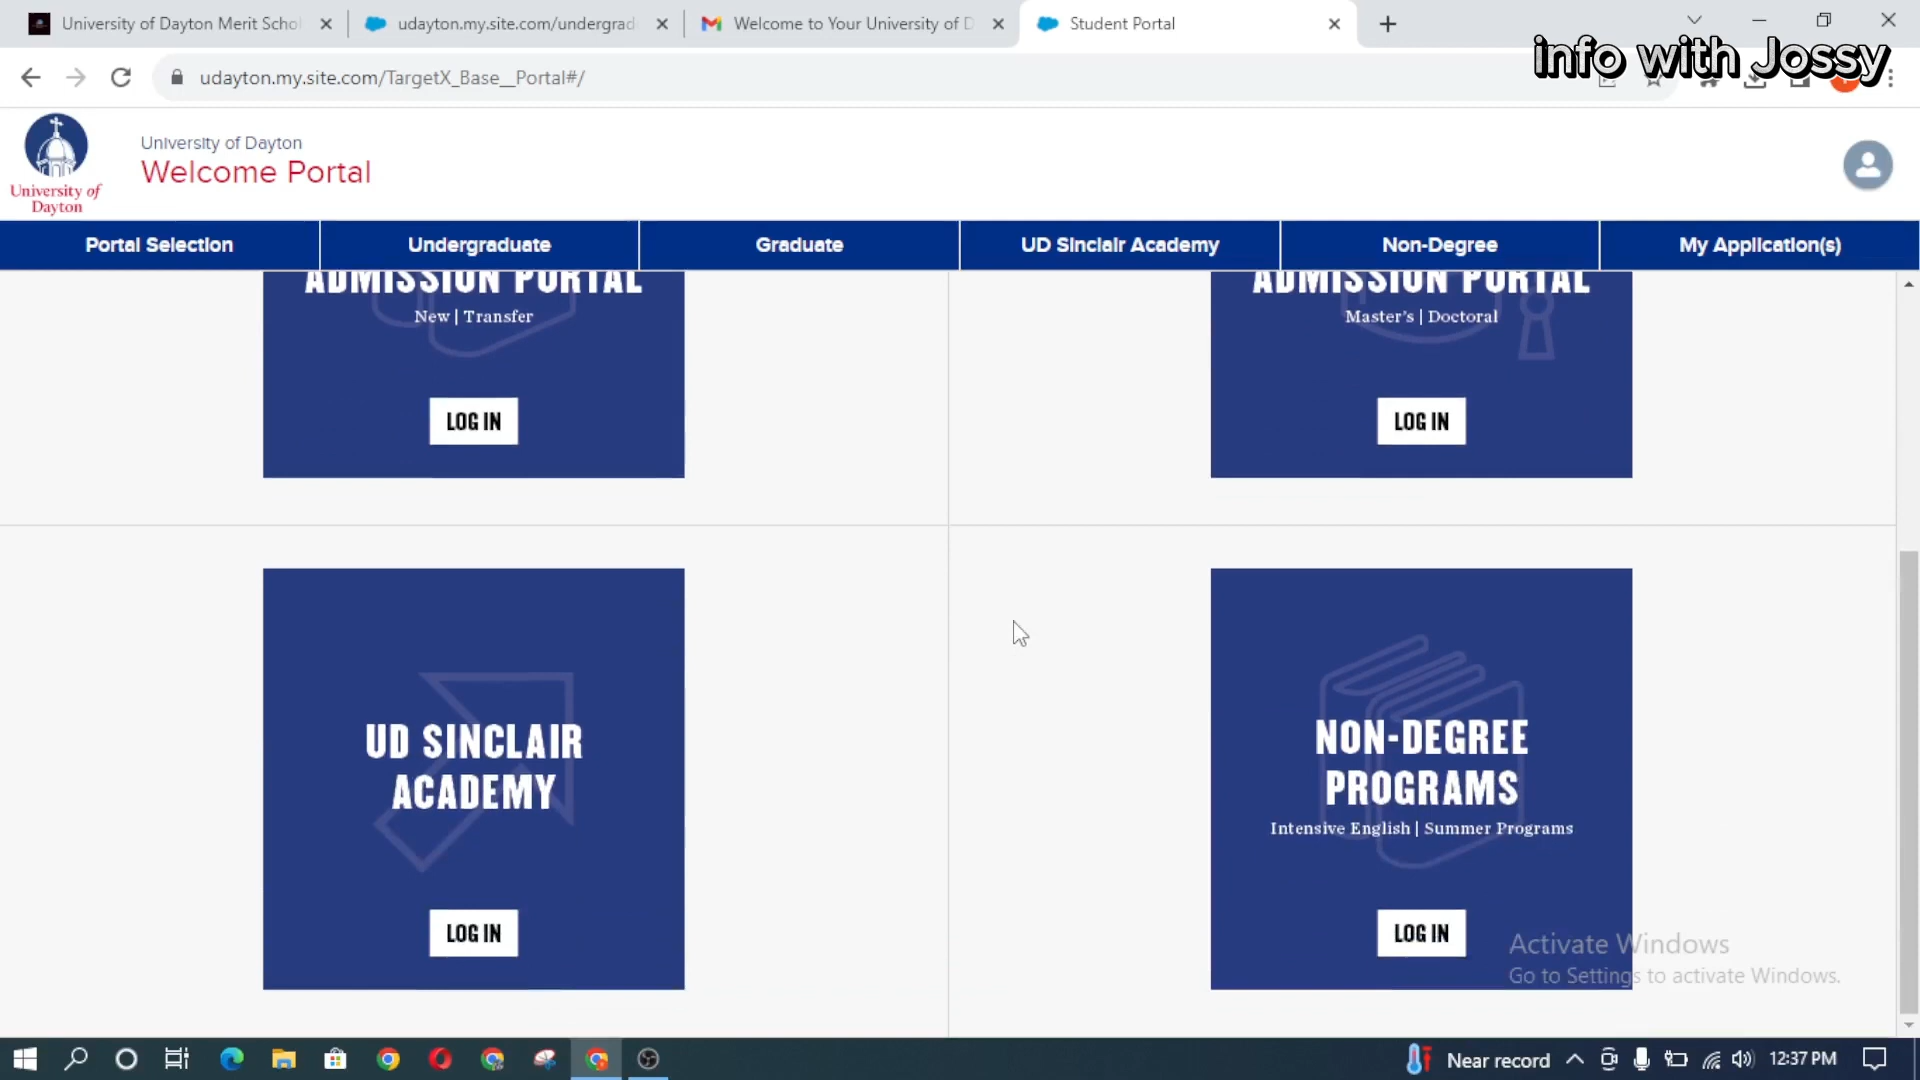 University of Dayton Merit Schol
udayton.my.site.com/undergrad
Welcome to Your University of D
Student Portal
info with Jossy
udayton.my.site.com/TargetX_Base__Portal#/
University of Dayton
University of Dayton
Welcome Portal
Portal Selection
Undergraduate
Graduate
UD Sinclair Academy
Non-Degree
My Application(s)
ADMISSION PORTAL
New | Transfer
LOG IN
ADMISSION PORTAL
Master's | Doctoral
LOG IN
UD SINCLAIR
ACADEMY
LOG IN
NON-DEGREE
PROGRAMS
Intensive English | Summer Programs
LOG IN
Activate Windows
Go to Settings to activate Windows.
Near record
12:37 PM